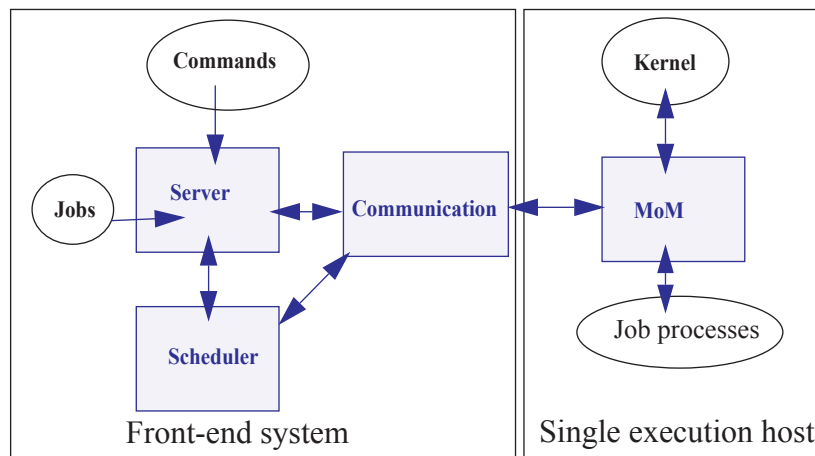 Commands
Kernel
Server
Jobs
Communication
MoM
Scheduler
Job processes
Front-end system
Single execution host